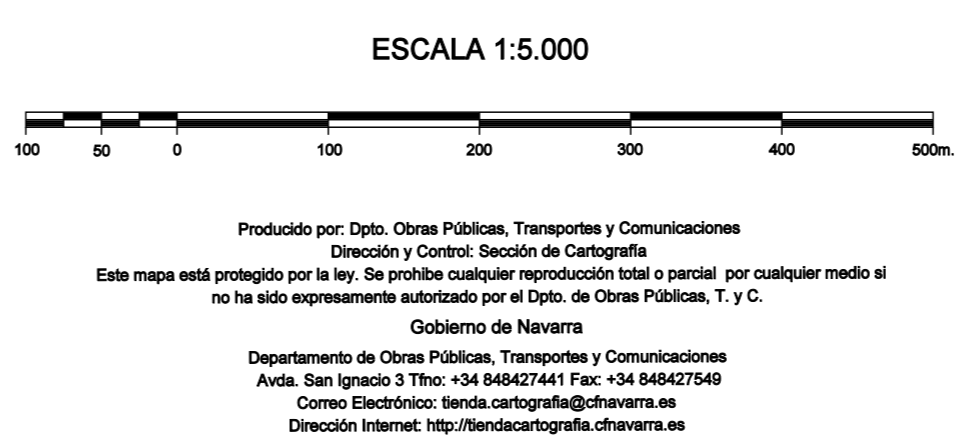 ESCALA 1:5.000
100 50 0 100 200 300 400 500m.
Producido por: Dpto. Obras Públicas, Transportes y Comunicaciones
Dirección y Control: Sección de Cartografía
Este mapa está protegido por la ley. Se prohibe cualquier reproducción total o parcial por cualquier medio si
no ha sido expresamente autorizado por el Dpto. de Obras Públicas, T. y C.
Gobierno de Navarra
Departamento de Obras Públicas, Transportes y Comunicaciones
Avda. San Ignacio 3 Tfno: +34 848427441 Fax: +34 848427549
Correo Electrónico: tienda.cartografia@cfnavarra.es
Dirección Internet: http://tiendacartografia.cfnavarra.es